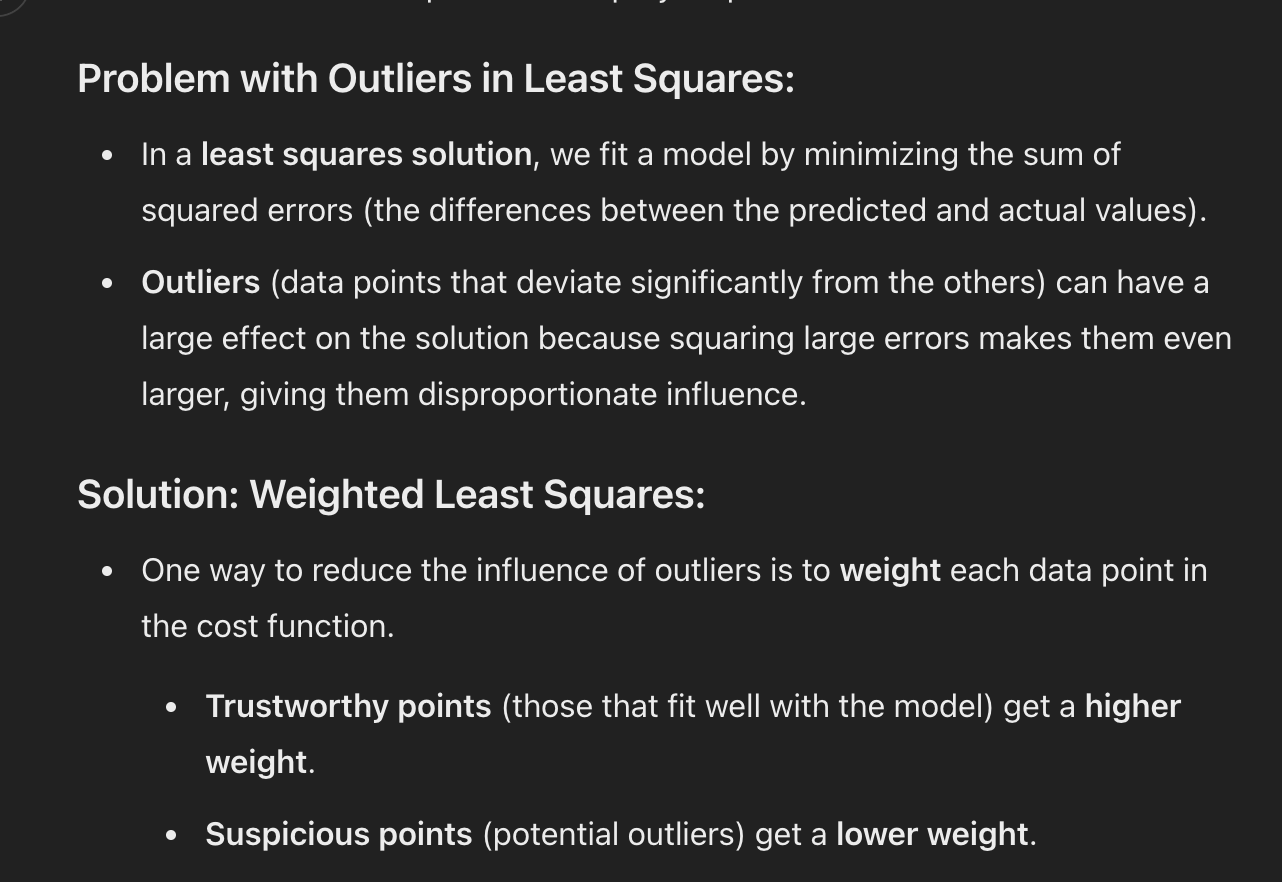 Problem with Outliers in Least Squares:
• In a least squares solution, we fit a model by minimizing the sum of
squared errors (the differences between the predicted and actual values).
• Outliers (data points that deviate significantly from the others) can have a
large effect on the solution because squaring large errors makes them even
larger, giving them disproportionate influence.
Solution: Weighted Least Squares:
• One way to reduce the influence of outliers is to weight each data point in
the cost function.
• Trustworthy points (those that fit well with the model) get a higher
weight.
• Suspicious points (potential outliers) get a lower weight.